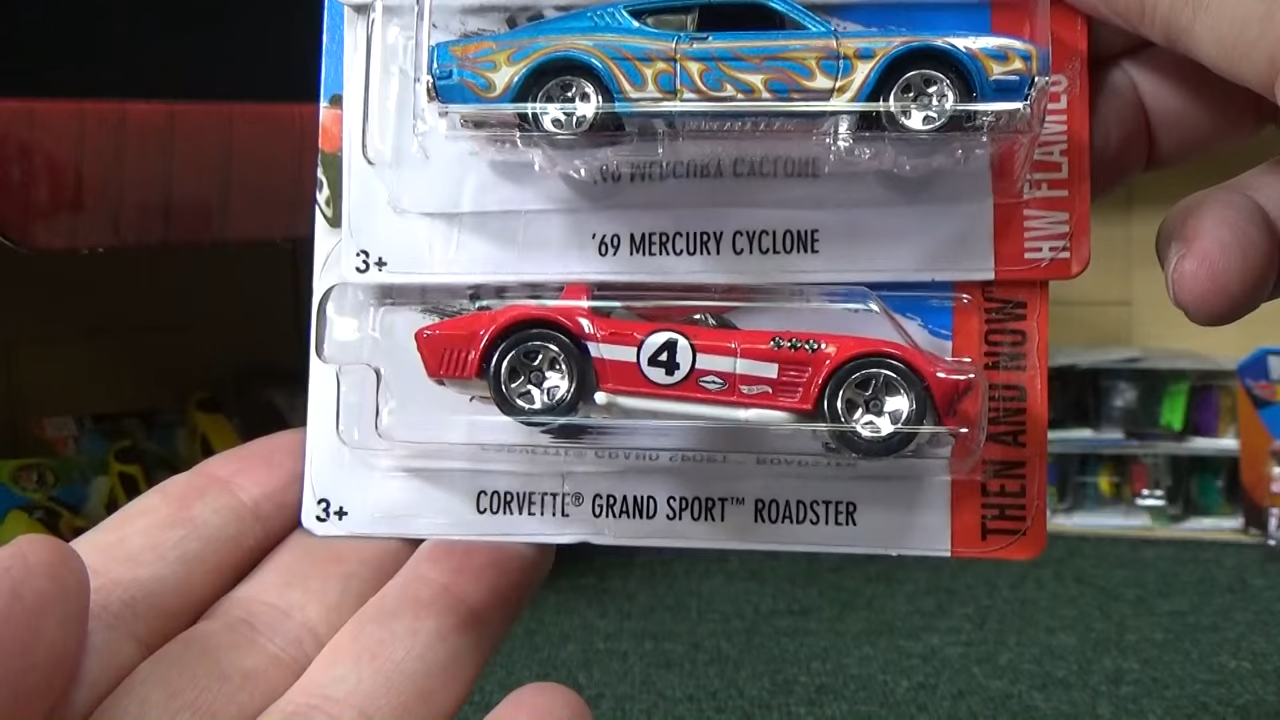 '69 MERCURY CYCLONE
3+
HW FLAMES
4
CORVETTE® GRAND SPORT™ ROADSTER
3+
THEN AND NOW